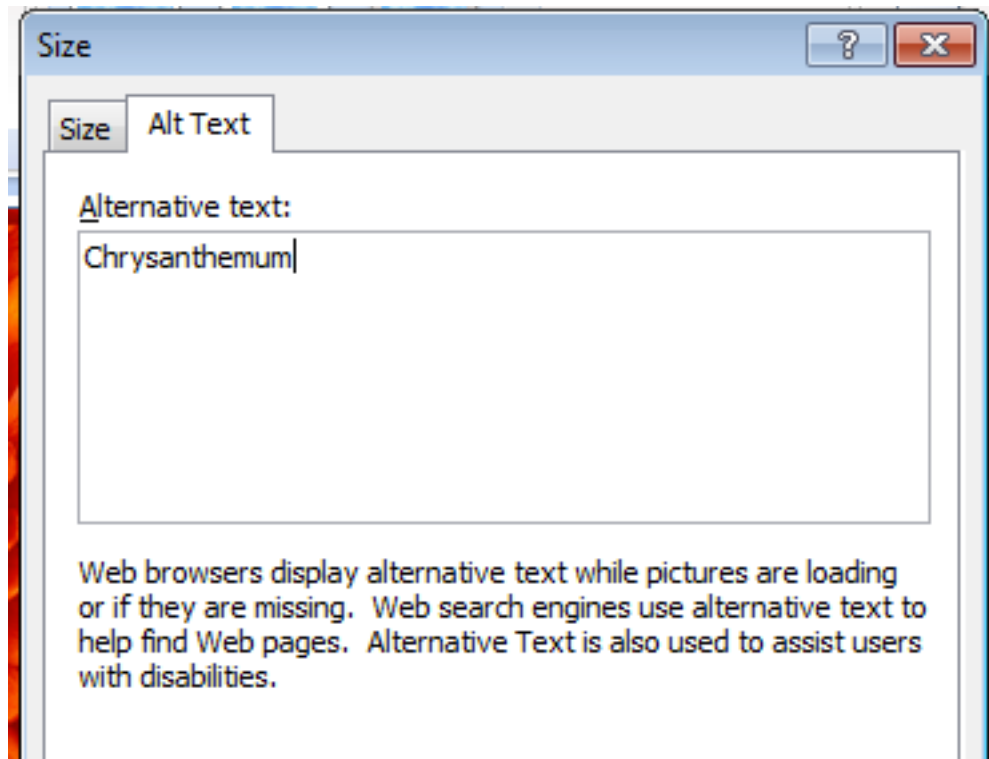 Size
Size
Alt Text
Alternative text:
Chrysanthemum
Web browsers display alternative text while pictures are loading
or if they are missing.  Web search engines use alternative text to
help find Web pages.  Alternative Text is also used to assist users
with disabilities.